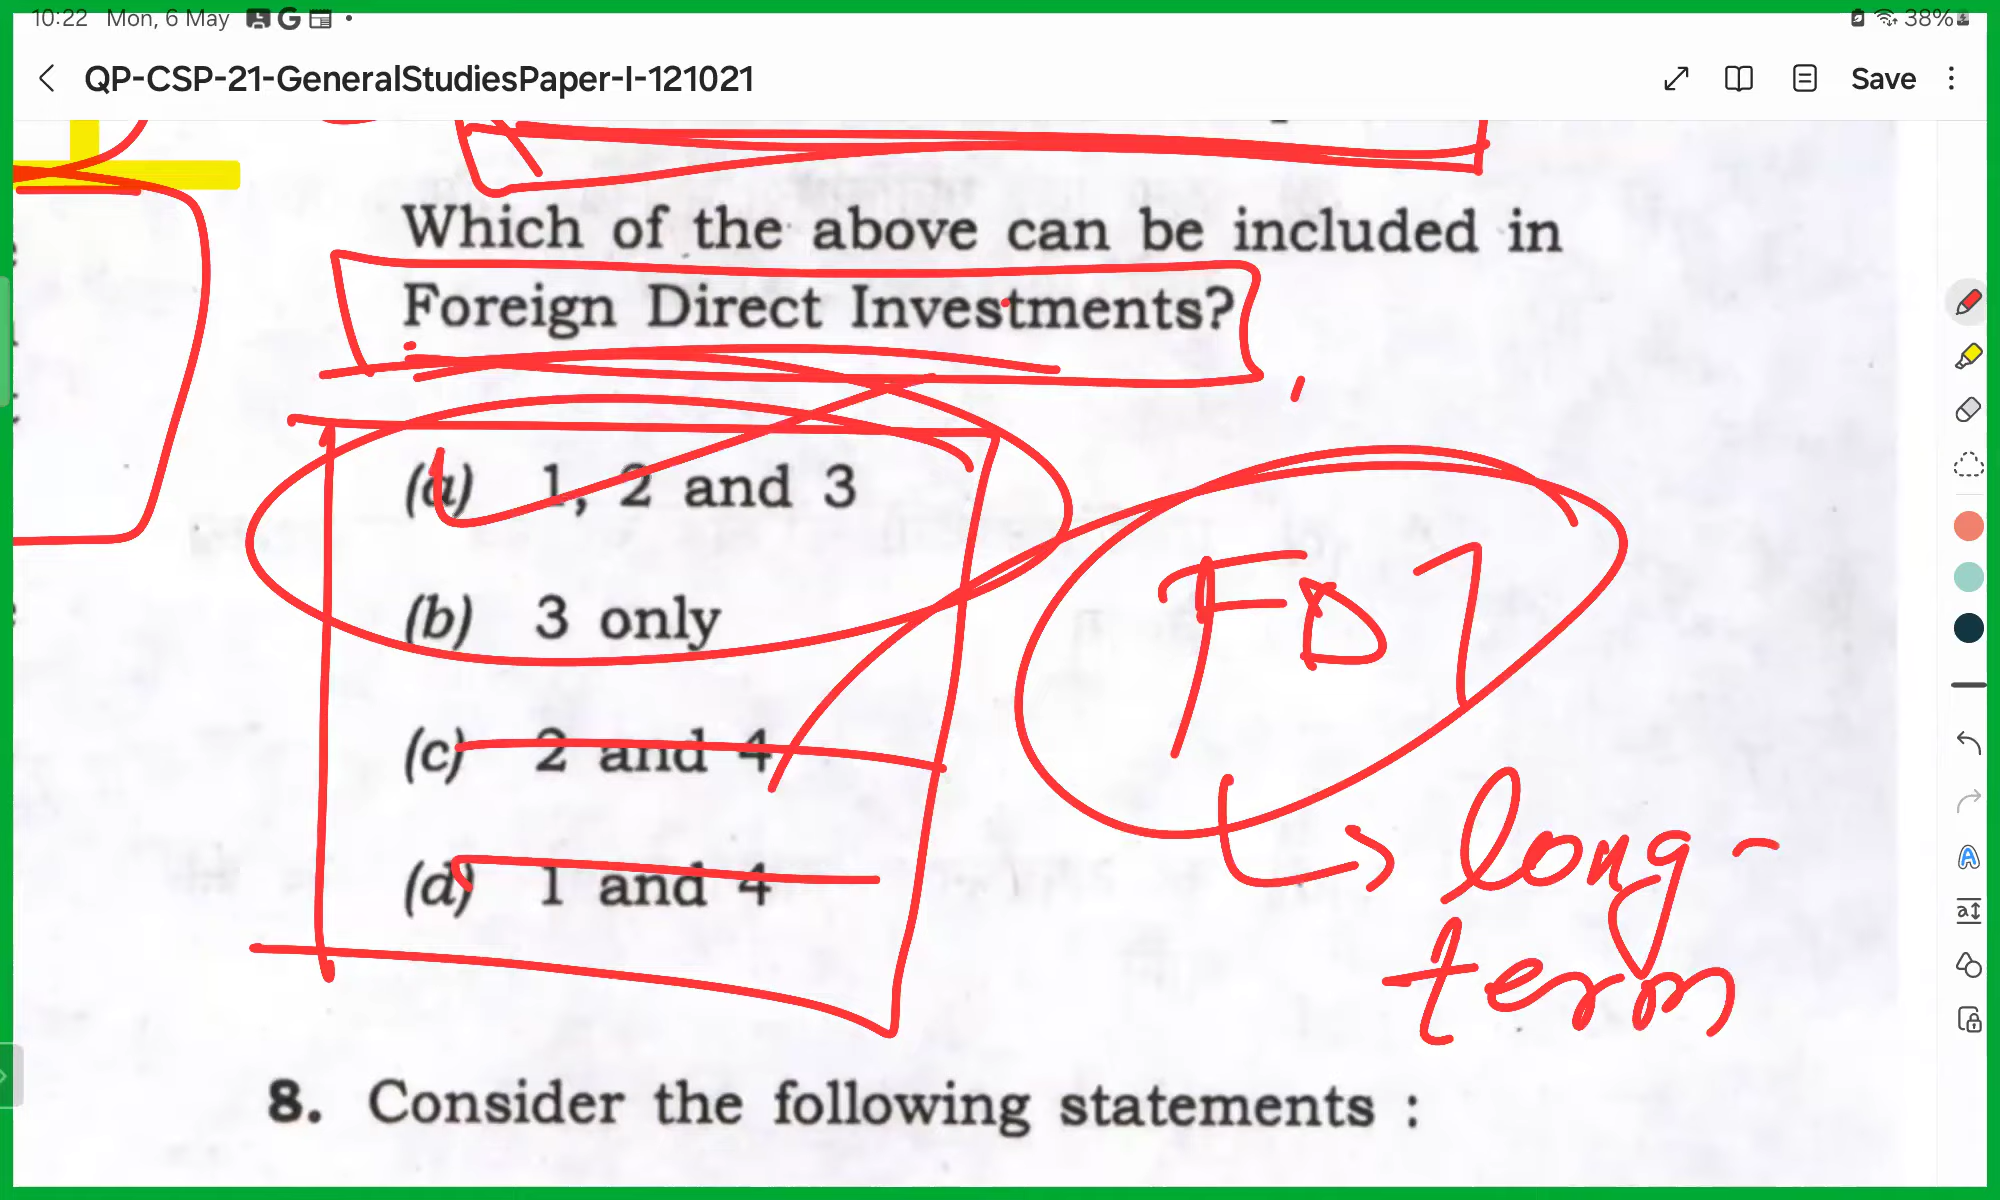 10:22 Mon, 6 May
38%
QP-CSP-21-GeneralStudiesPaper-I-121021
Save
Which of the above can be included in
Foreign Direct Investments?
(a) 1, 2 and 3
(b) 3 only
(c) 2 and 4
(d) 1 and 4
FDI
long-
term
8. Consider the following statements :